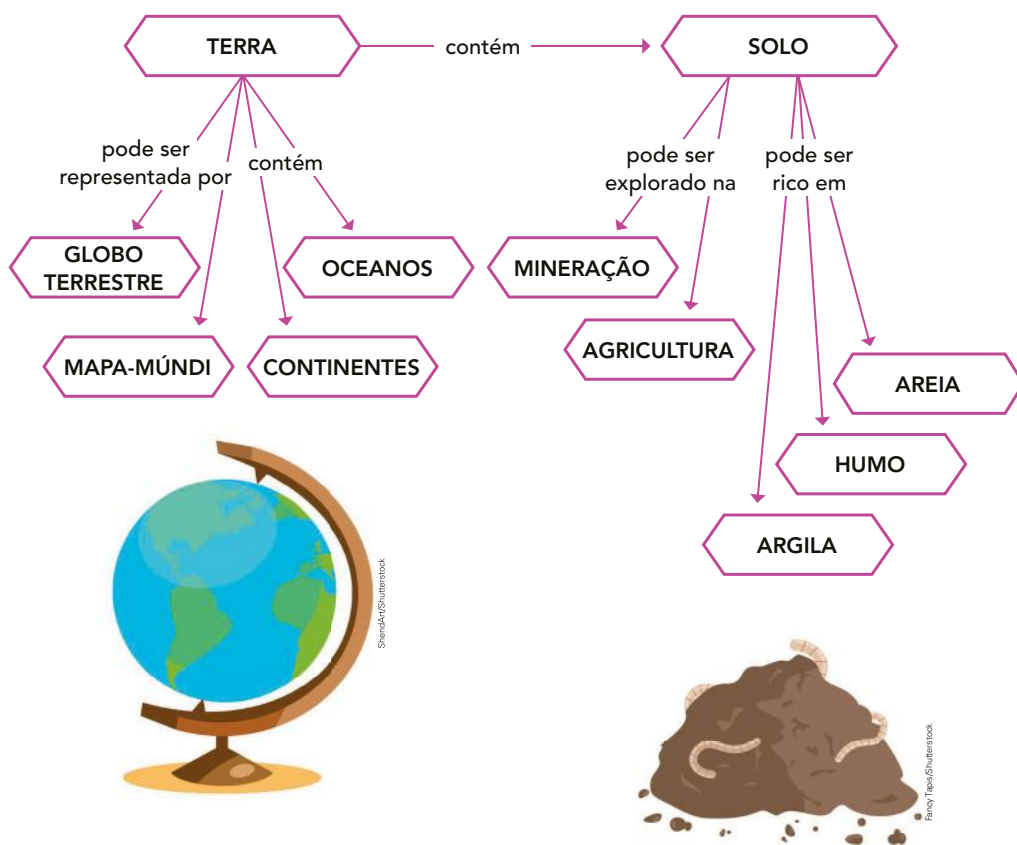 TERRA
contém
SOLO
pode ser
representada por
contém
pode ser
explorado na
pode ser
rico em
GLOBO
TERRESTRE
OCEANOS
MINERAÇÃO
MAPA-MÚNDI
CONTINENTES
AGRICULTURA
AREIA
HUMO
ARGILA
ShendArt/Shutterstock
Fancy Tapis/Shutterstock